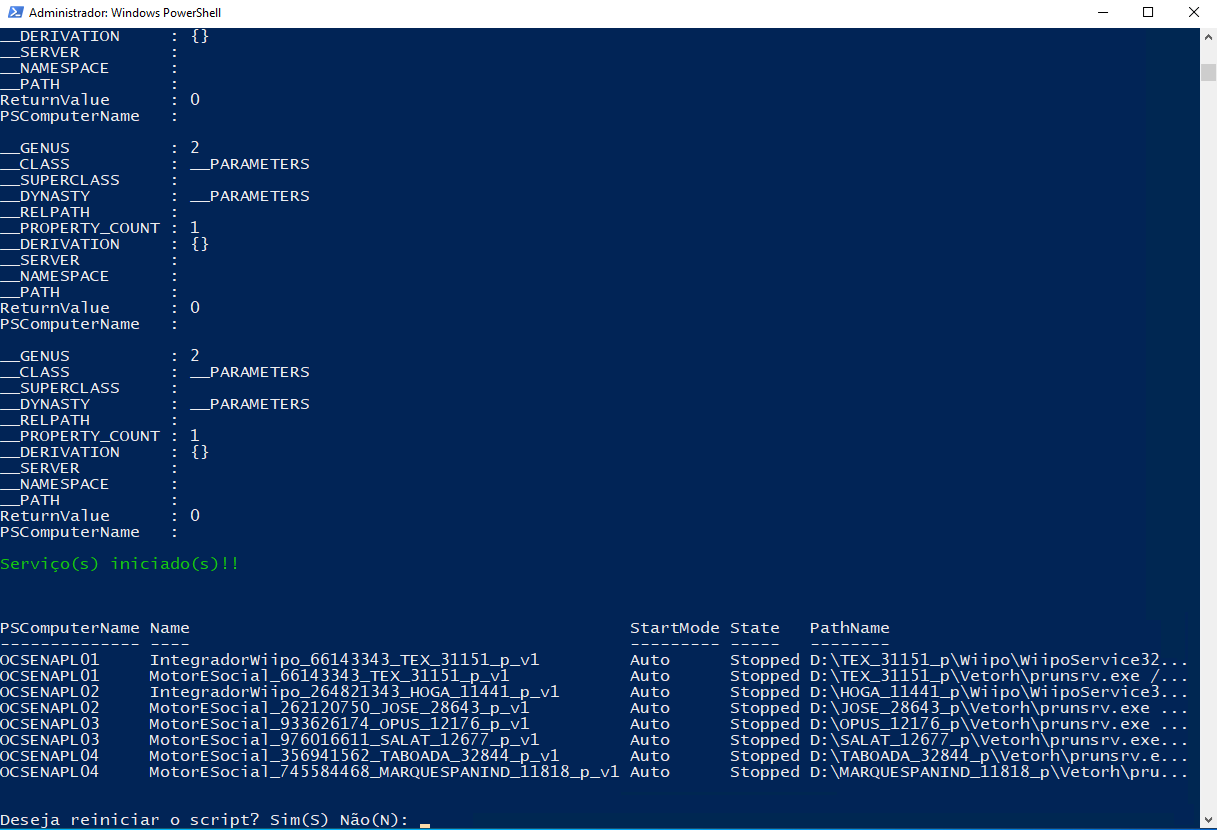 Administrador: Windows PowerShell
__DERIVATION     : {}
__SERVER         :
__NAMESPACE      :
__PATH           :
ReturnValue      : 0
PSComputerName   :
__GENUS          : 2
__CLASS          : __PARAMETERS
__SUPERCLASS     :
__DYNASTY        : __PARAMETERS
__RELPATH        :
__PROPERTY_COUNT : 1
__DERIVATION     : {}
__SERVER         :
__NAMESPACE      :
__PATH           :
ReturnValue      : 0
PSComputerName   :
__GENUS          : 2
__CLASS          : __PARAMETERS
__SUPERCLASS     :
__DYNASTY        : __PARAMETERS
__RELPATH        :
__PROPERTY_COUNT : 1
__DERIVATION     : {}
__SERVER         :
__NAMESPACE      :
__PATH           :
ReturnValue      : 0
PSComputerName   :
Serviço(s) iniciado(s)!!
PSComputerName Name                                            StartMode State   PathName
-------------- ----                                            --------- -----   --------
OCSENAPL01     IntegradorWiipo_66143343_TEX_31151_p_v1         Auto      Stopped D:\TEX_31151_p\Wiipo\WiipoService32...
OCSENAPL01     MotorESocial_66143343_TEX_31151_p_v1            Auto      Stopped D:\TEX_31151_p\Vetorh\prunsrv.exe /...
OCSENAPL02     IntegradorWiipo_264821343_HOGA_11441_p_v1       Auto      Stopped D:\HOGA_11441_p\Wiipo\WiipoService3...
OCSENAPL02     MotorESocial_262120750_JOSE_28643_p_v1          Auto      Stopped D:\JOSE_28643_p\Vetorh\prunsrv.exe ...
OCSENAPL03     MotorESocial_933626174_OPUS_12176_p_v1          Auto      Stopped D:\OPUS_12176_p\Vetorh\prunsrv.exe ...
OCSENAPL03     MotorESocial_976016611_SALAT_12677_p_v1         Auto      Stopped D:\SALAT_12677_p\Vetorh\prunsrv.exe...
OCSENAPL04     MotorESocial_356941562_TABOADA_32844_p_v1       Auto      Stopped D:\TABOADA_32844_p\Vetorh\prunsrv.e...
OCSENAPL04     MotorESocial_745584468_MARQUESPANIND_11818_p_v1 Auto      Stopped D:\MARQUESPANIND_11818_p\Vetorh\pru...
Deseja reiniciar o script? Sim(S) Não(N): _